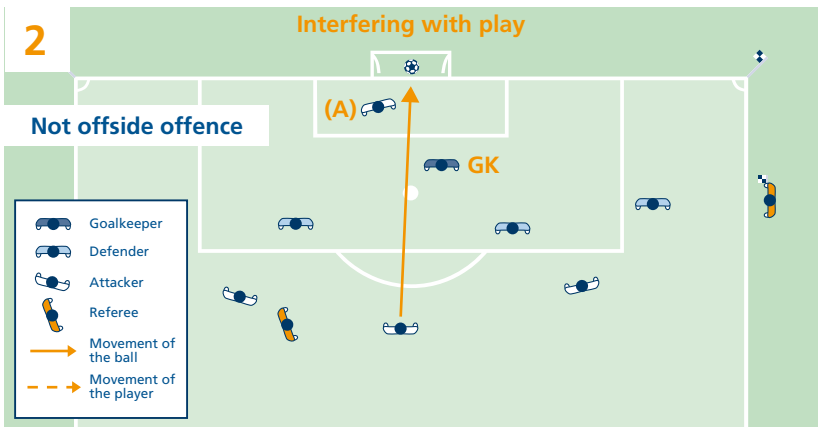 2
Interfering with play
(A)
Not offside offence
GK
Goalkeeper
Defender
Attacker
Referee
Movement of
the ball
Movement of
the player